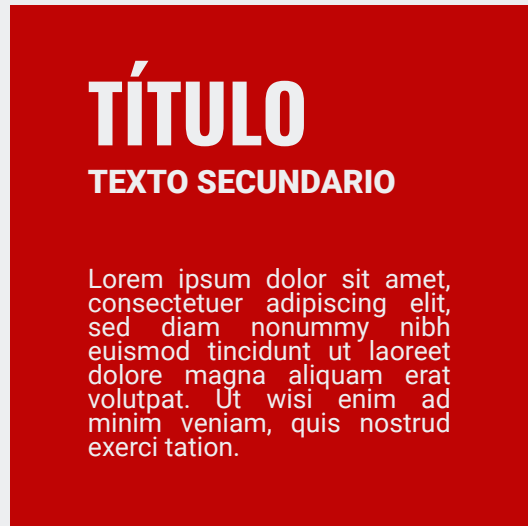 TÍTULO
TEXTO SECUNDARIO
Lorem ipsum dolor sit amet,
consectetuer adipiscing elit,
sed diam nonummy nibh
euismod tincidunt ut laoreet
dolore magna aliquam erat
volutpat. Ut wisi enim ad
minim veniam, quis nostrud
exerci tation.